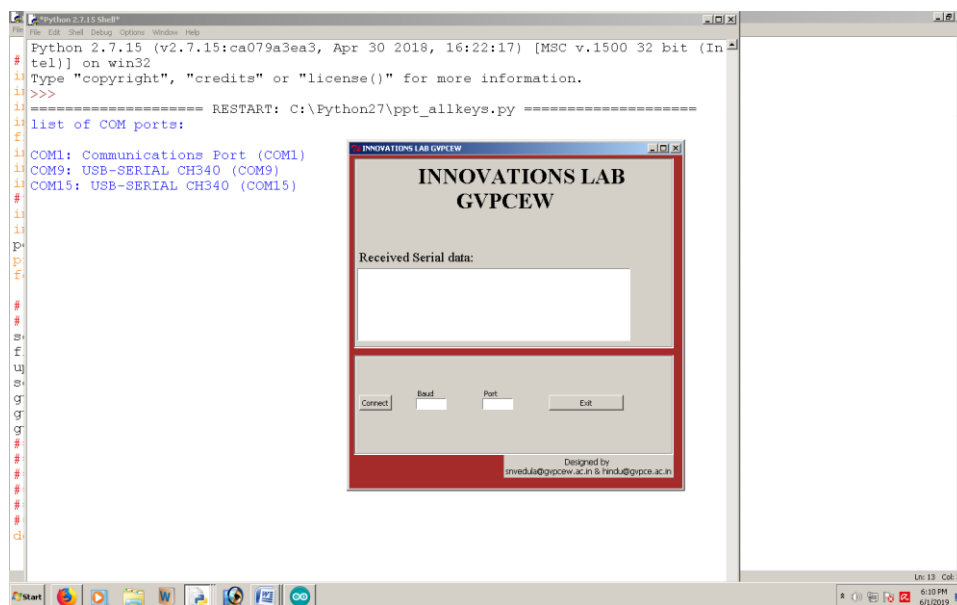 *Python 2.7.15 Shell*
File Edit Shell Debug Options Window Help
Python 2.7.15 (v2.7.15:ca079a3ea3, Apr 30 2018, 16:22:17) [MSC v.1500 32 bit (In
tel)] on win32
Type "copyright", "credits" or "license()" for more information.
>>>
==================== RESTART: C:\Python27\ppt_allkeys.py ====================
list of COM ports:
COM1: Communications Port (COM1)
COM9: USB-SERIAL CH340 (COM9)
COM15: USB-SERIAL CH340 (COM15)
INNOVATIONS LAB GVPCEW
INNOVATIONS LAB
GVPCEW
Received Serial data:
Baud Port
Connect Exit
Designed by
snvedula@gvpcew.ac.in & hindu@gvpce.ac.in
Ln: 13 Col:
Start
6:10 PM
6/1/2019